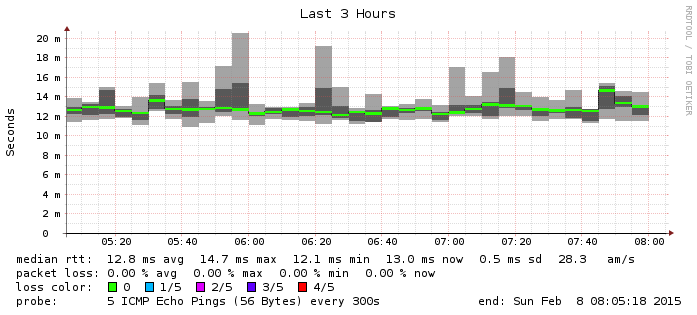 Last 3 Hours
RRDTOOL / TOBI OETIKER
Seconds
20 m
18 m
16 m
14 m
12 m
10 m
8 m
6 m
4 m
2 m
0
05:20 05:40 06:00 06:20 06:40 07:00 07:20 07:40 08:00
median rtt: 12.8 ms avg 14.7 ms max 12.1 ms min 13.0 ms now 0.5 ms sd 28.3 am/s
packet loss: 0.00 % avg 0.00 % max 0.00 % min 0.00 % now
loss color: 0 1/5 2/5 3/5 4/5
probe: 5 ICMP Echo Pings (56 Bytes) every 300s end: Sun Feb 8 08:05:18 2015